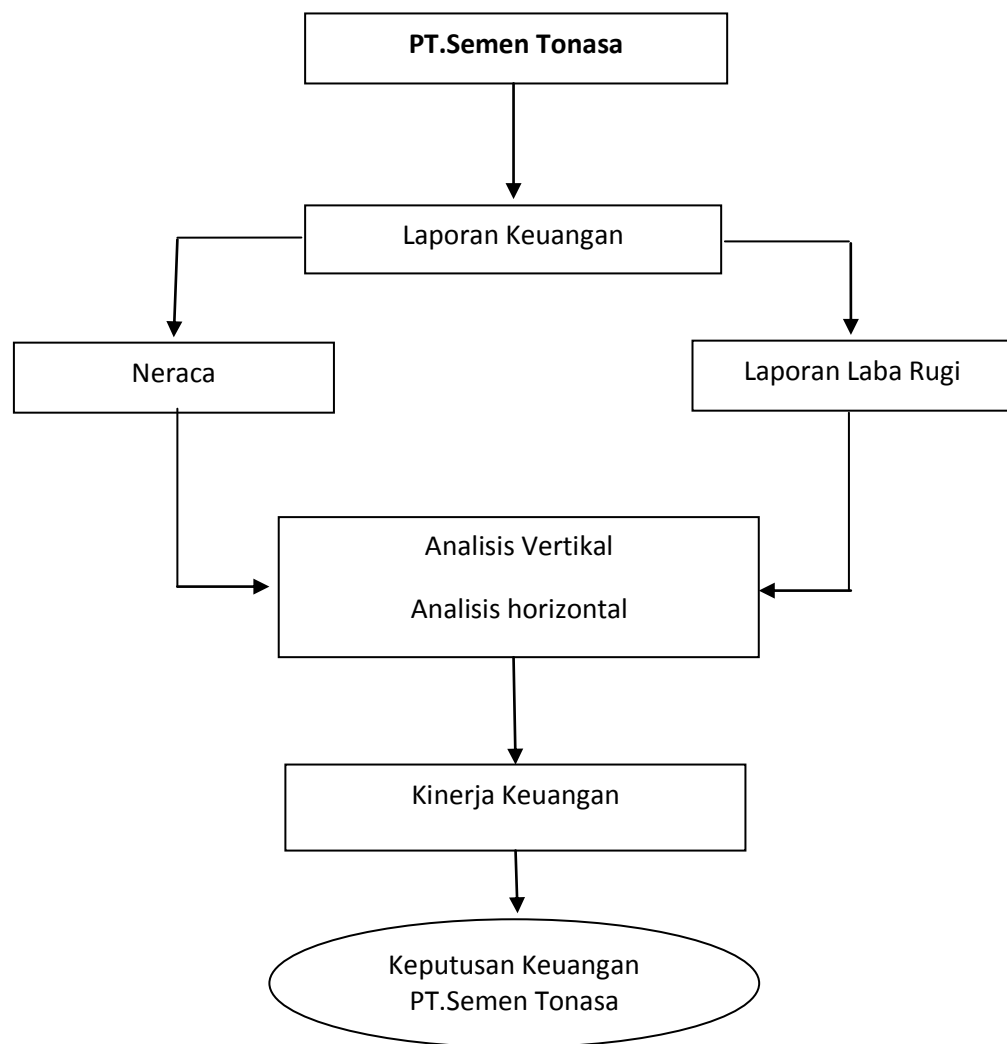 PT.Semen Tonasa
Laporan Keuangan
Neraca
Laporan Laba Rugi
Analisis Vertikal
Analisis horizontal
Kinerja Keuangan
Keputusan Keuangan
PT.Semen Tonasa